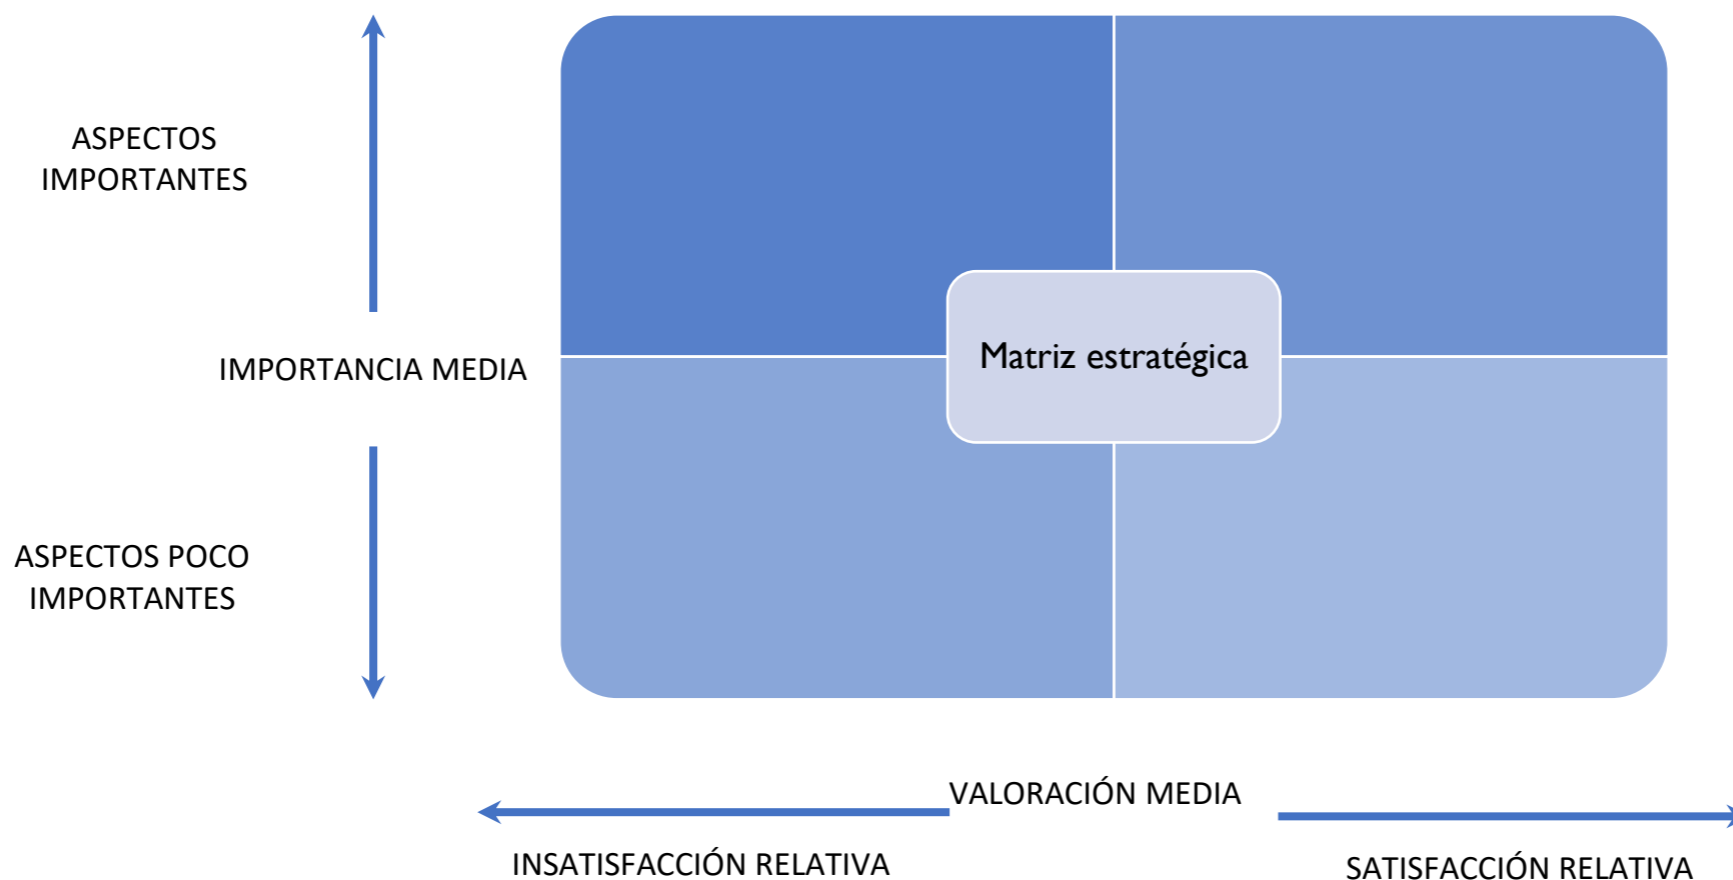 ASPECTOS
IMPORTANTES
IMPORTANCIA MEDIA
Matriz estratégica
ASPECTOS POCO
IMPORTANTES
VALORACIÓN MEDIA
INSATISFACCIÓN RELATIVA
SATISFACCIÓN RELATIVA